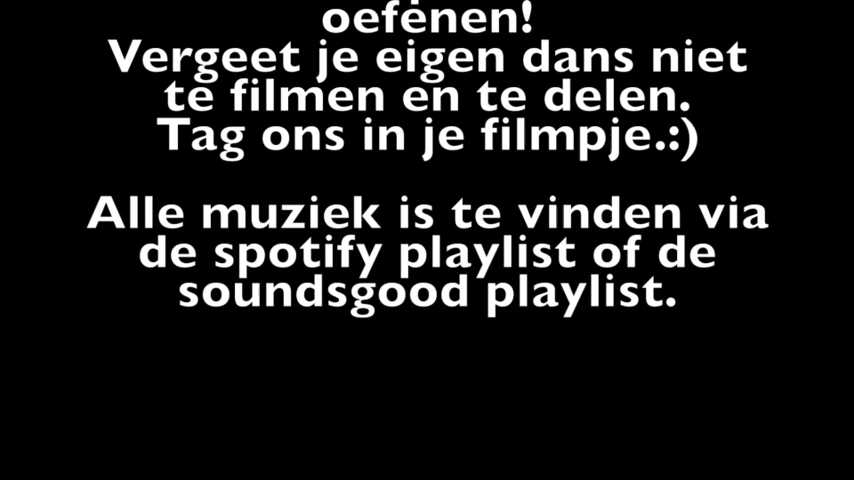 oefenen!
Vergeet je eigen dans niet
te filmen en te delen.
Tag ons in je filmpje.:)
Alle muziek is te vinden via
de spotify playlist of de
soundsgood playlist.